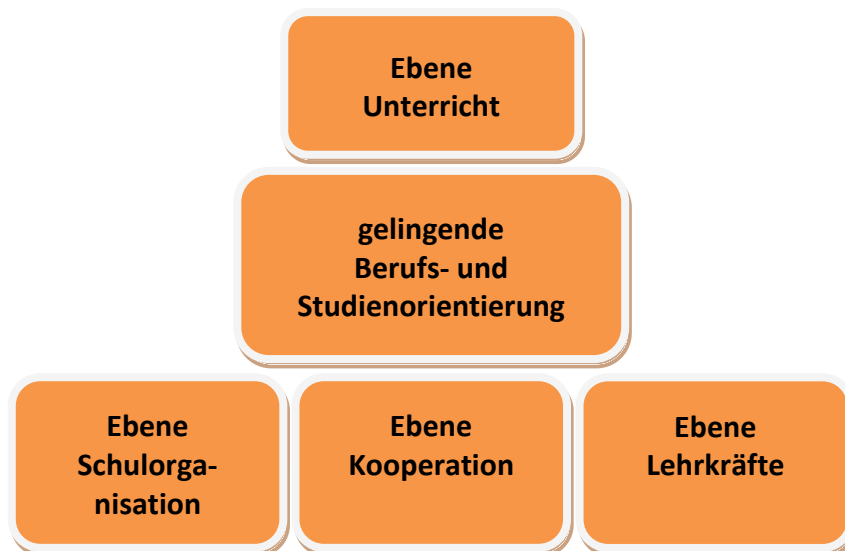 Ebene
Unterricht
gelingende
Berufs- und
Studienorientierung
Ebene
Schulorga-
nisation
Ebene
Kooperation
Ebene
Lehrkräfte